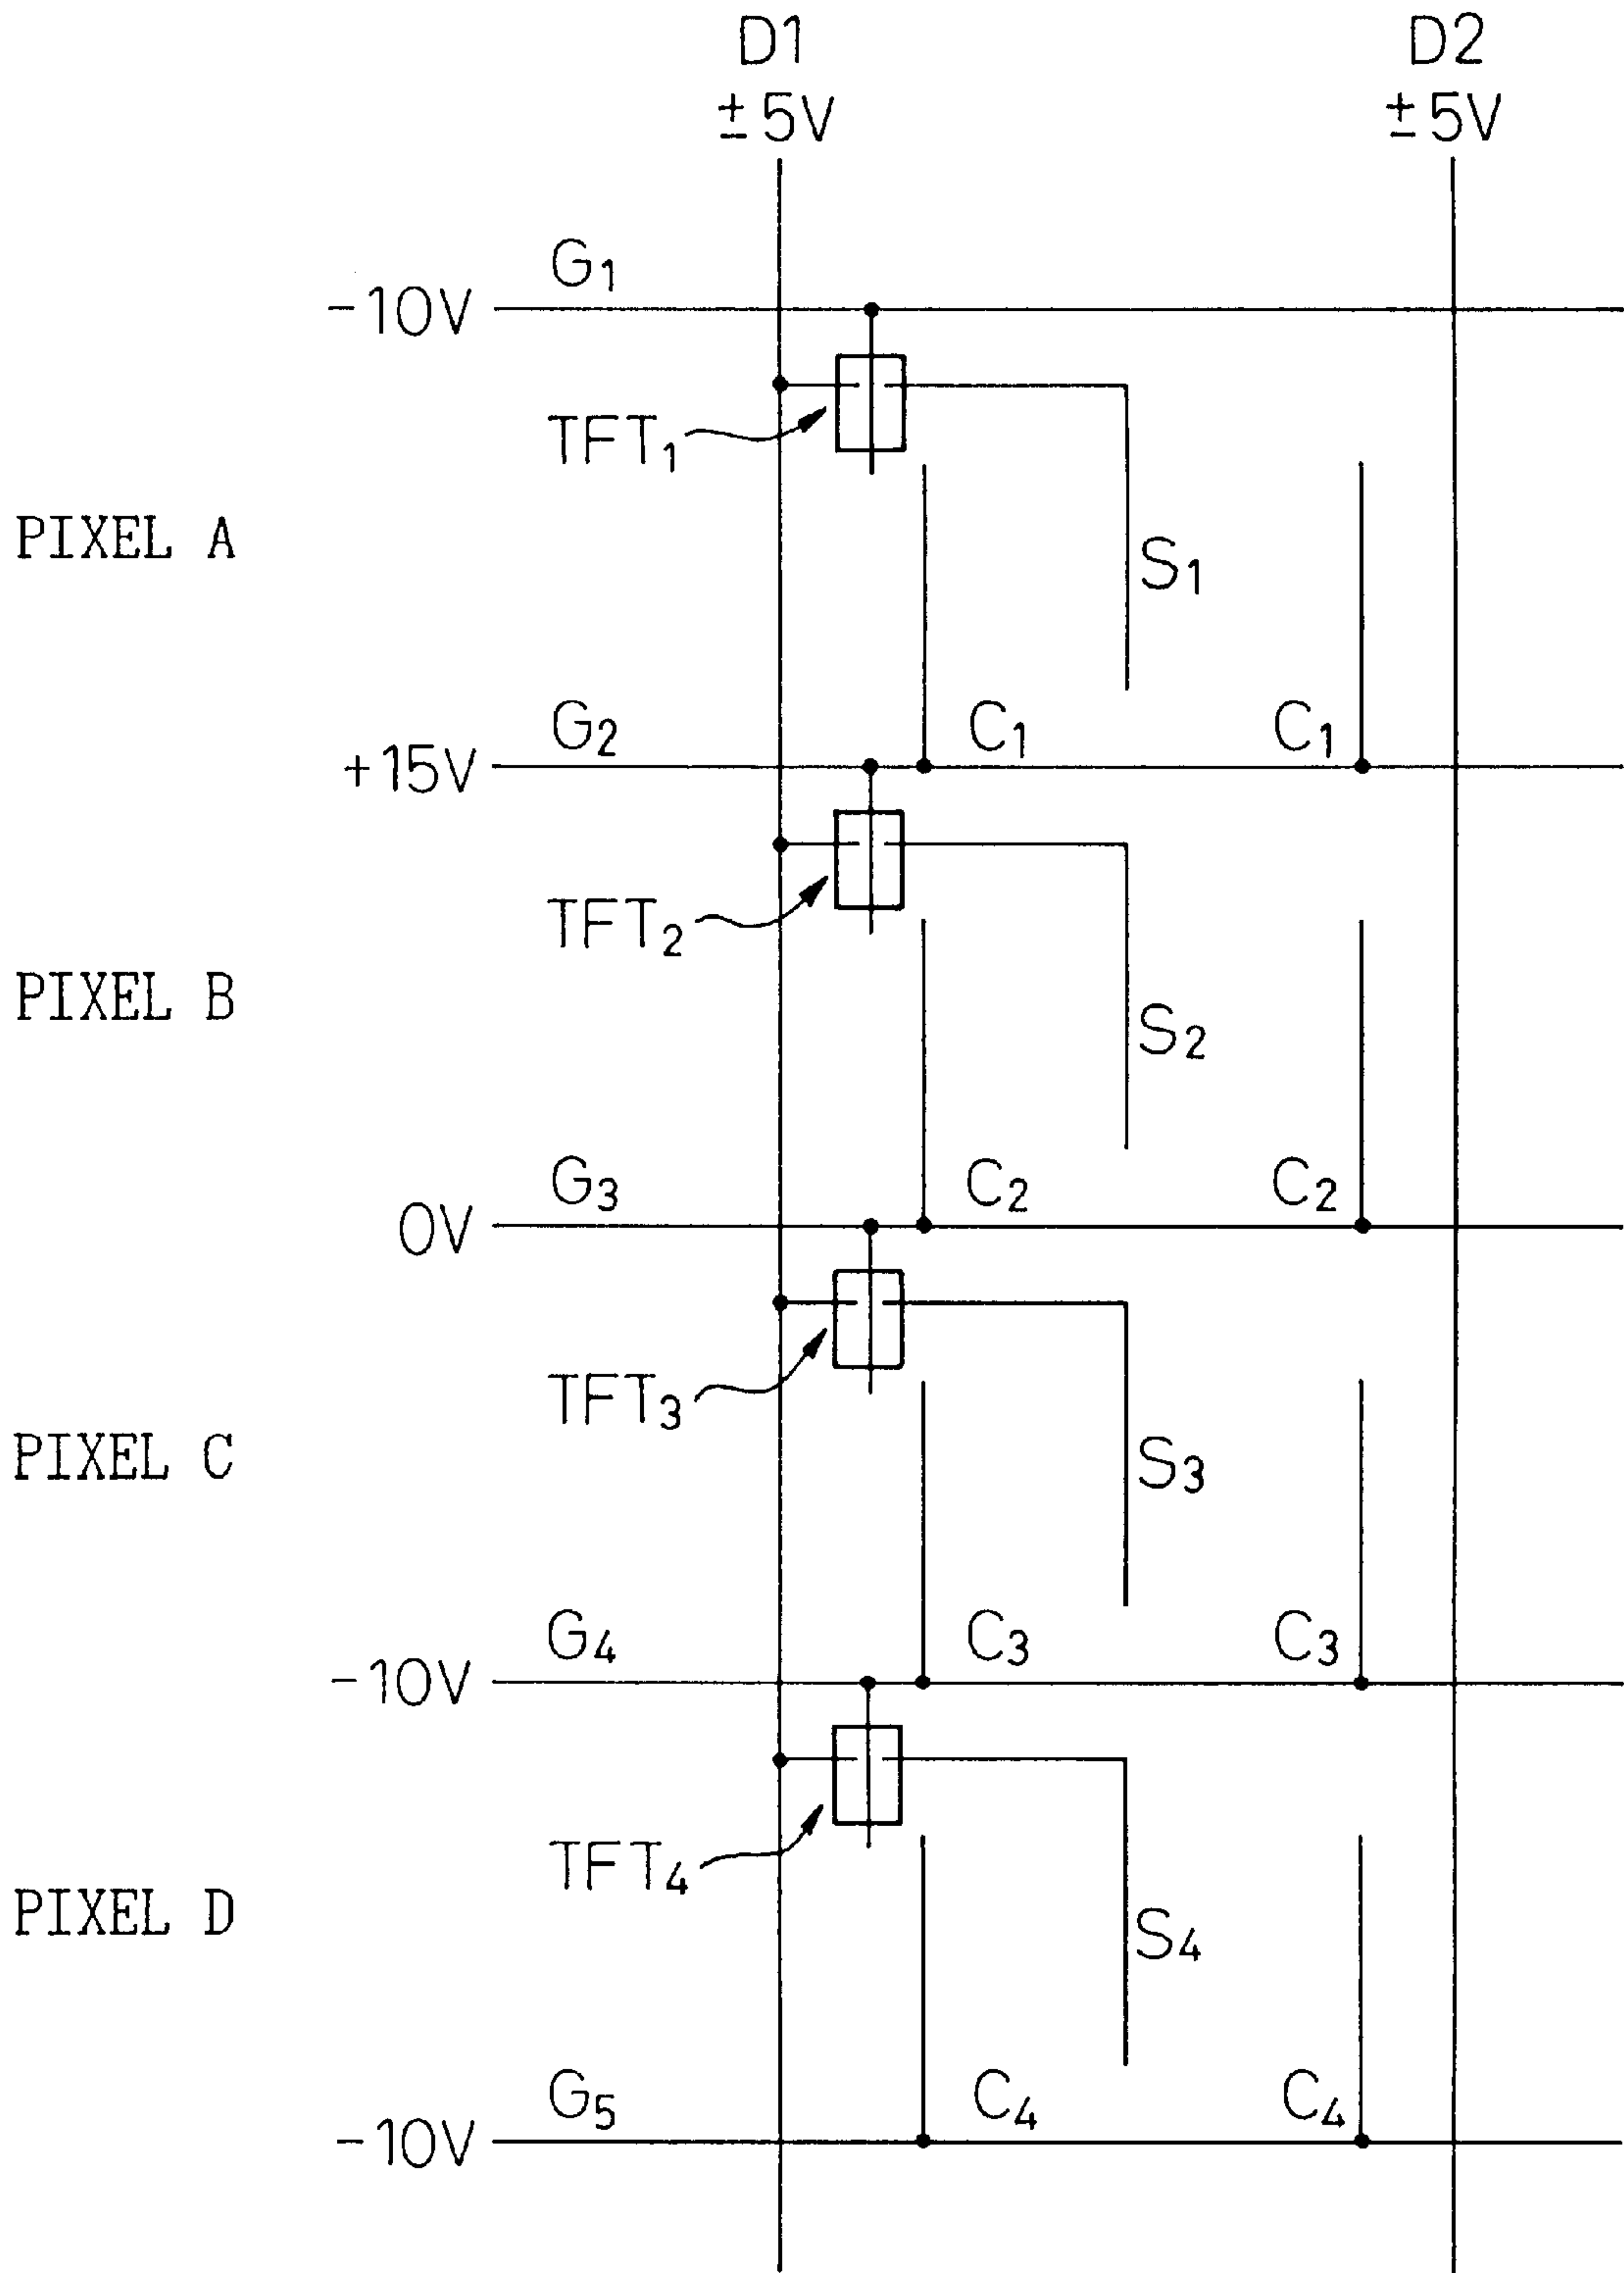 D1 D2
±5V ±5V
G1
-10V
TFT1
PIXEL A
S1
G2 C1 C1
+15V
TFT2
PIXEL B
S2
G3 C2 C2
0V
TFT3
PIXEL C
S3
G4 C3 C3
-10V
TFT4
PIXEL D
S4
G5 C4 C4
-10V